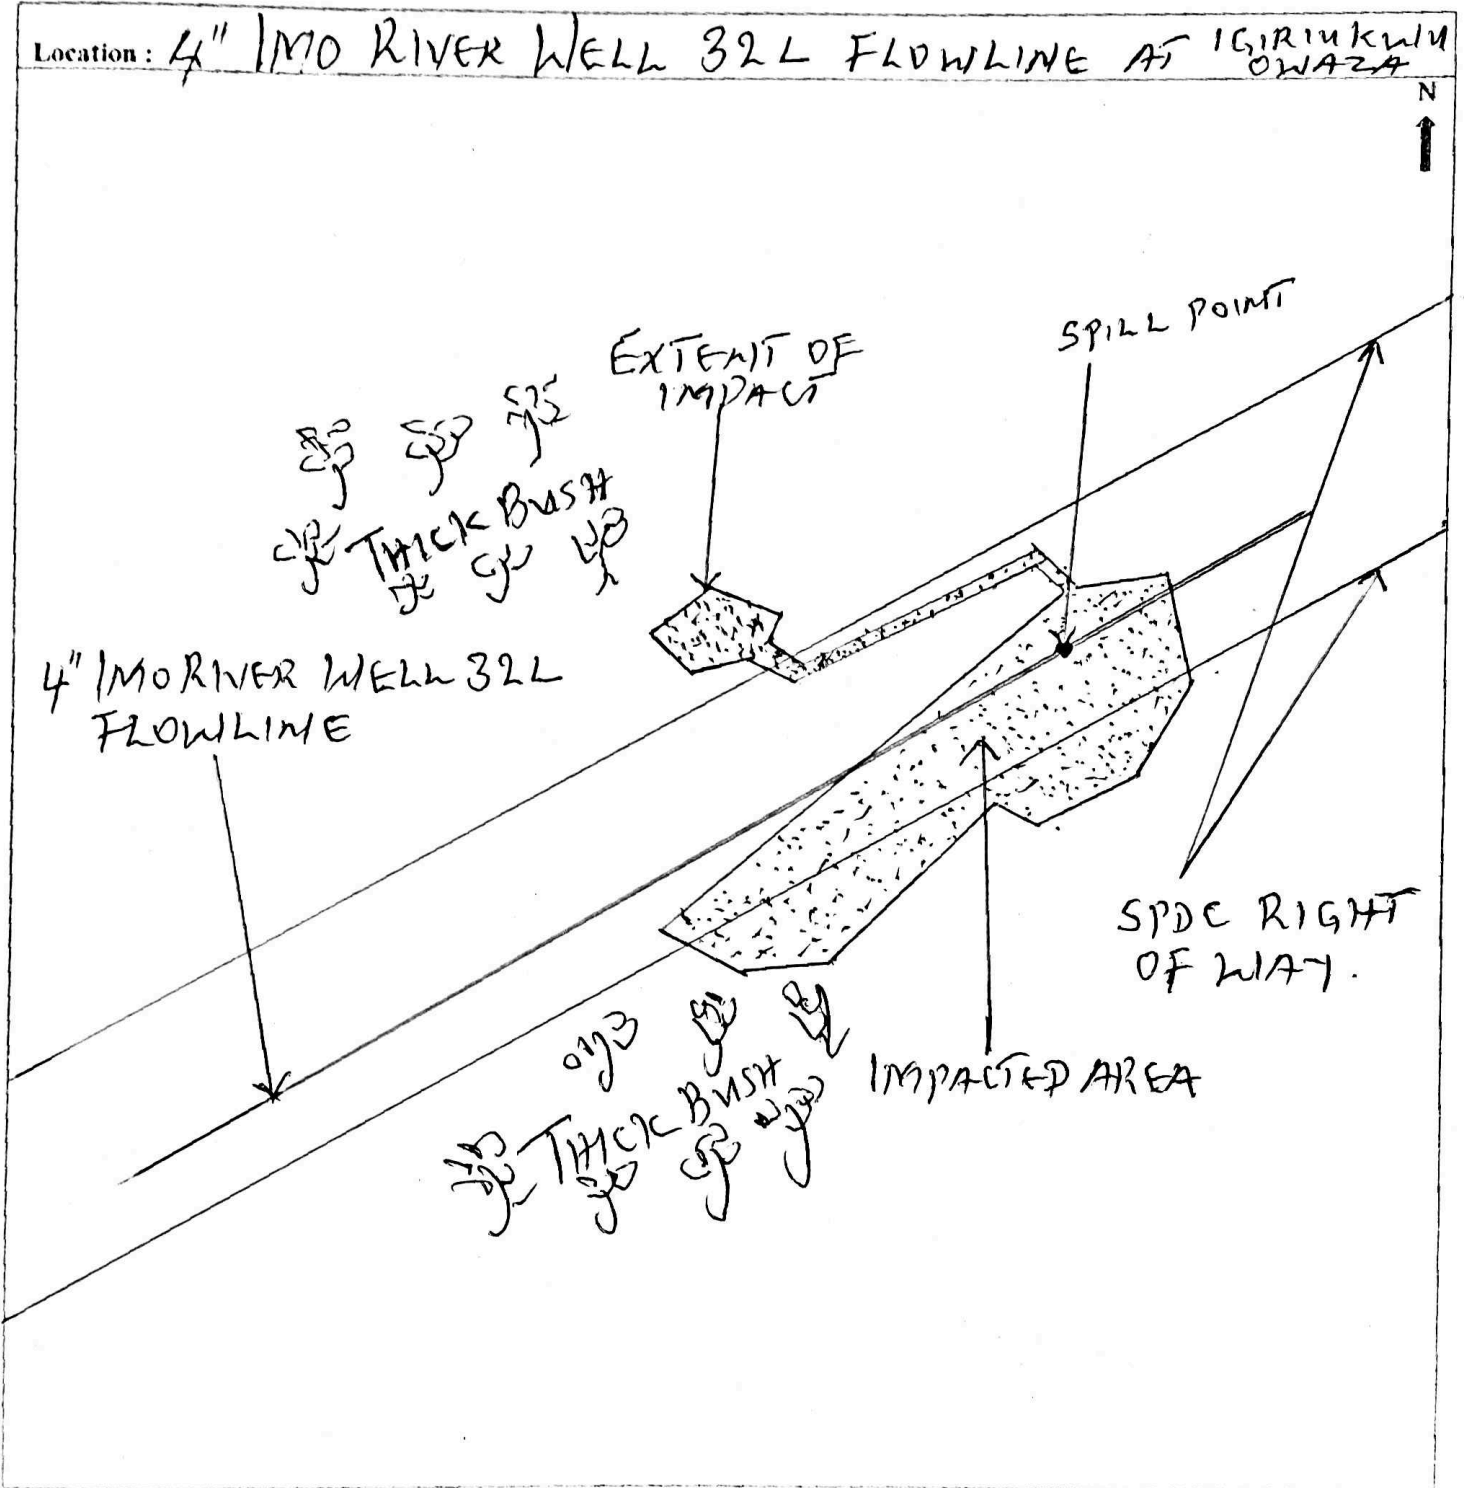 Location : 4" IMO RIVER WELL 32L FLOWLINE AT IGIRIUKWU
OWAZA
N
SPILL POINT
EXTENT OF
IMPACT
THICK BUSH
4" IMO RIVER WELL 32L
FLOWLINE
SPDC RIGHT
OF WAY.
IMPACTED AREA
THICK BUSH